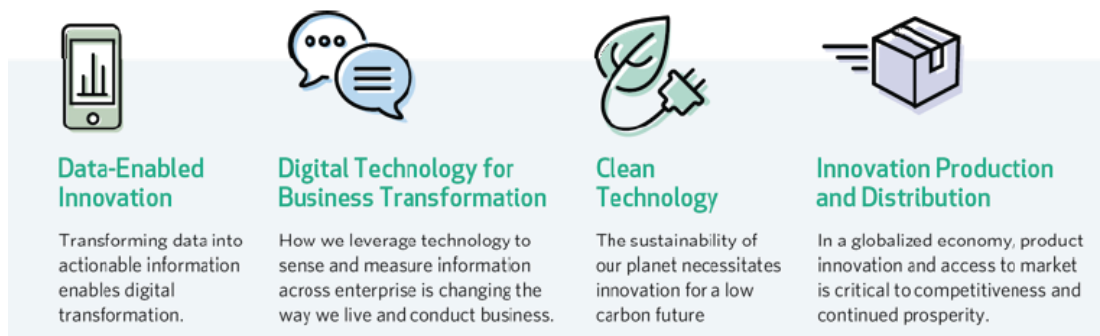 Data-Enabled
Innovation
Transforming data into
actionable information
enables digital
transformation.
Digital Technology for
Business Transformation
How we leverage technology to
sense and measure information
across enterprise is changing the
way we live and conduct business.
Clean
Technology
The sustainability of
our planet necessitates
innovation for a low
carbon future
Innovation Production
and Distribution
In a globalized economy, product
innovation and access to market
is critical to competitiveness and
continued prosperity.